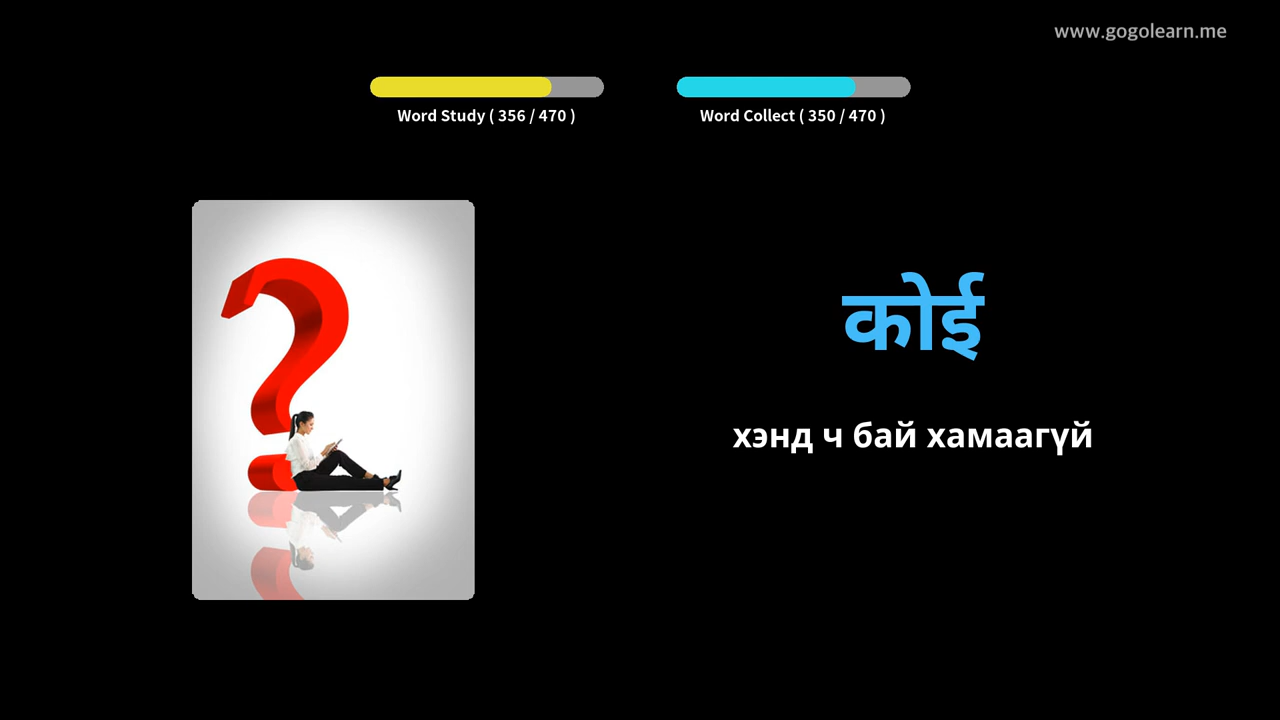 www.gogolearn.me
Word Study ( 356 / 470 )
Word Collect ( 350 / 470 )
कोई
хэнд ч бай хамаагүй